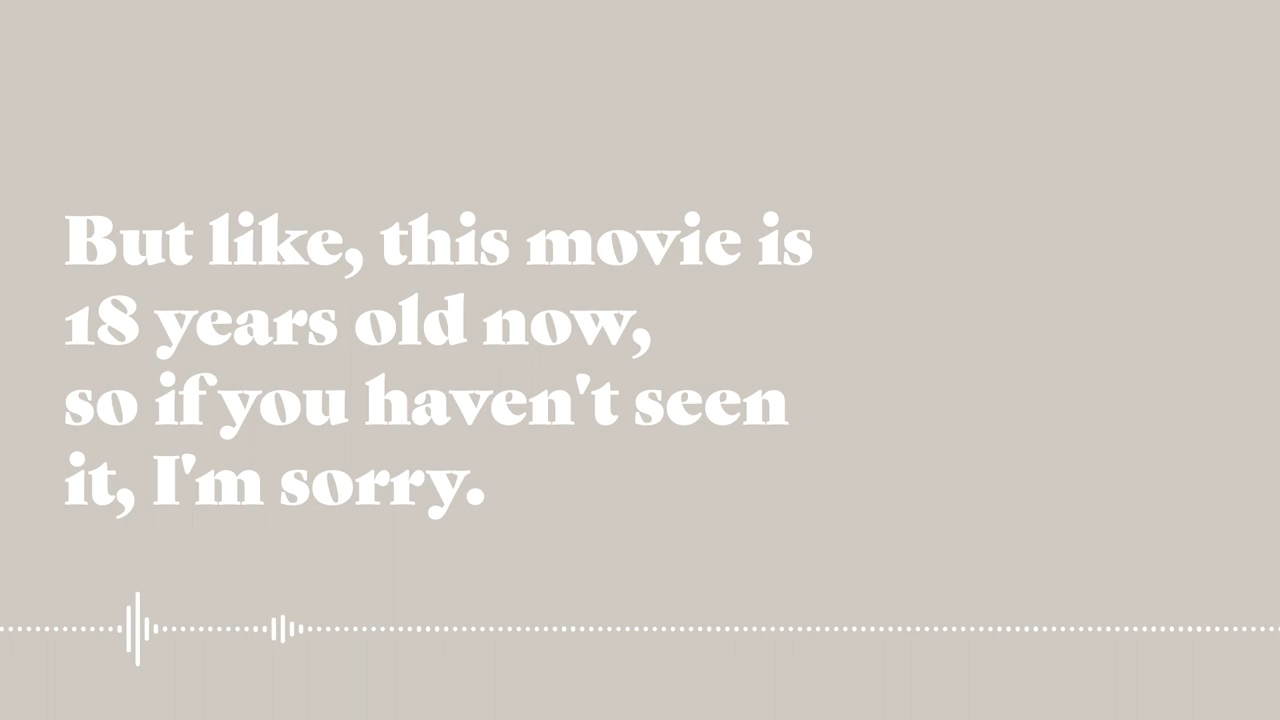 But like, this movie is
18 years old now,
so if you haven't seen
it, I'm sorry.